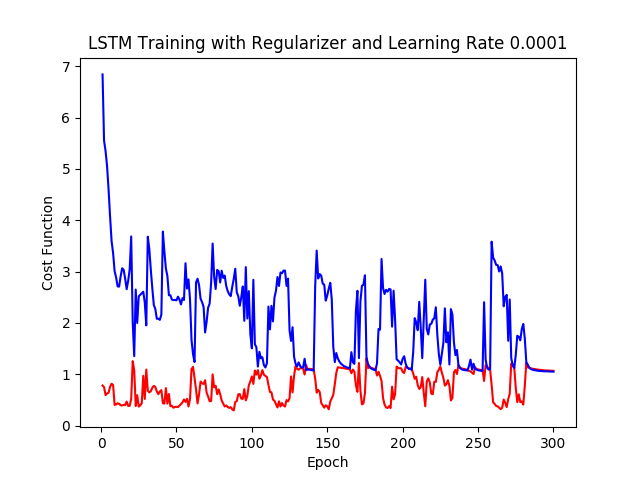 LSTM Training with Regularizer and Learning Rate 0.0001
7
6
5
4
3
2
1
0
Cost Function
0 50 100 150 200 250 300
Epoch